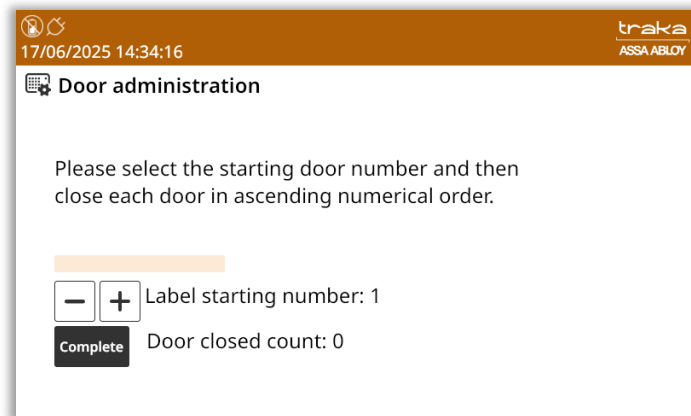 traka
17/06/2025 14:34:16
ASSA ABLOY
Door administration
Please select the starting door number and then
close each door in ascending numerical order.
− + Label starting number: 1
Complete Door closed count: 0